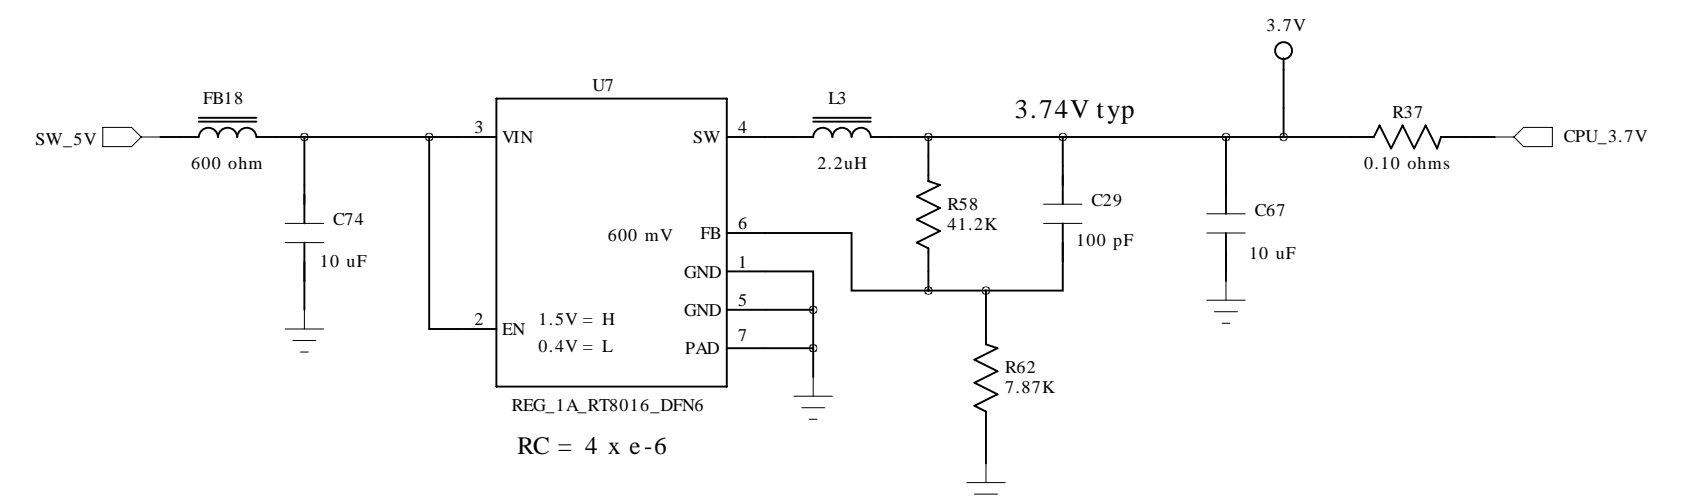 3.7V
U7
FB18
L3
3.74V typ
R37
SW_5V
3
VIN
SW
4
CPU_3.7V
600 ohm
2.2uH
0.10 ohms
C74
10 uF
R58
41.2K
C29
100 pF
C67
10 uF
600 mV
FB
6
GND
1
GND
5
2
EN
1.5V = H
0.4V = L
PAD
7
R62
7.87K
REG_1A_RT8016_DFN6
RC = 4 x e-6